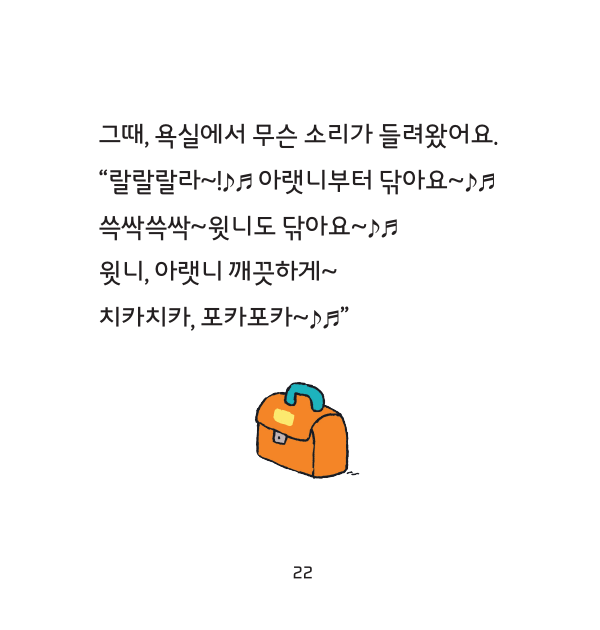 그때, 욕실에서 무슨 소리가 들려왔어요.
“랄랄랄라~!♪♬ 아랫니부터 닦아요~♪♬
쓱싹쓱싹~윗니도 닦아요~♪♬
윗니, 아랫니 깨끗하게~
치카치카, 포카포카~♪♬”
22